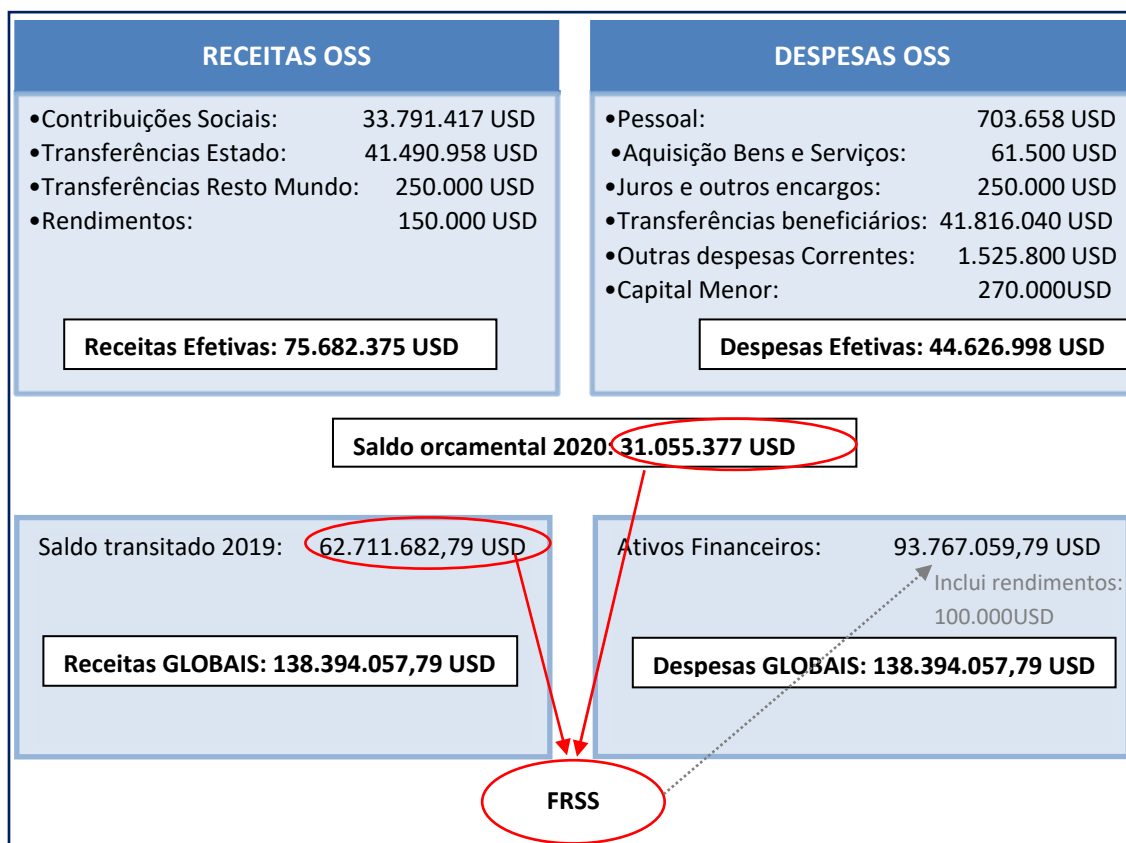 RECEITAS OSS
•Contribuições Sociais: 33.791.417 USD
•Transferências Estado: 41.490.958 USD
•Transferências Resto Mundo: 250.000 USD
•Rendimentos: 150.000 USD
Receitas Efetivas: 75.682.375 USD
DESPESAS OSS
•Pessoal: 703.658 USD
•Aquisição Bens e Serviços: 61.500 USD
•Juros e outros encargos: 250.000 USD
•Transferências beneficiários: 41.816.040 USD
•Outras despesas Correntes: 1.525.800 USD
•Capital Menor: 270.000USD
Despesas Efetivas: 44.626.998 USD
Saldo orcamental 2020: 31.055.377 USD
Saldo transitado 2019: 62.711.682,79 USD
Receitas GLOBAIS: 138.394.057,79 USD
Ativos Financeiros: 93.767.059,79 USD
Inclui rendimentos:
100.000USD
Despesas GLOBAIS: 138.394.057,79 USD
FRSS